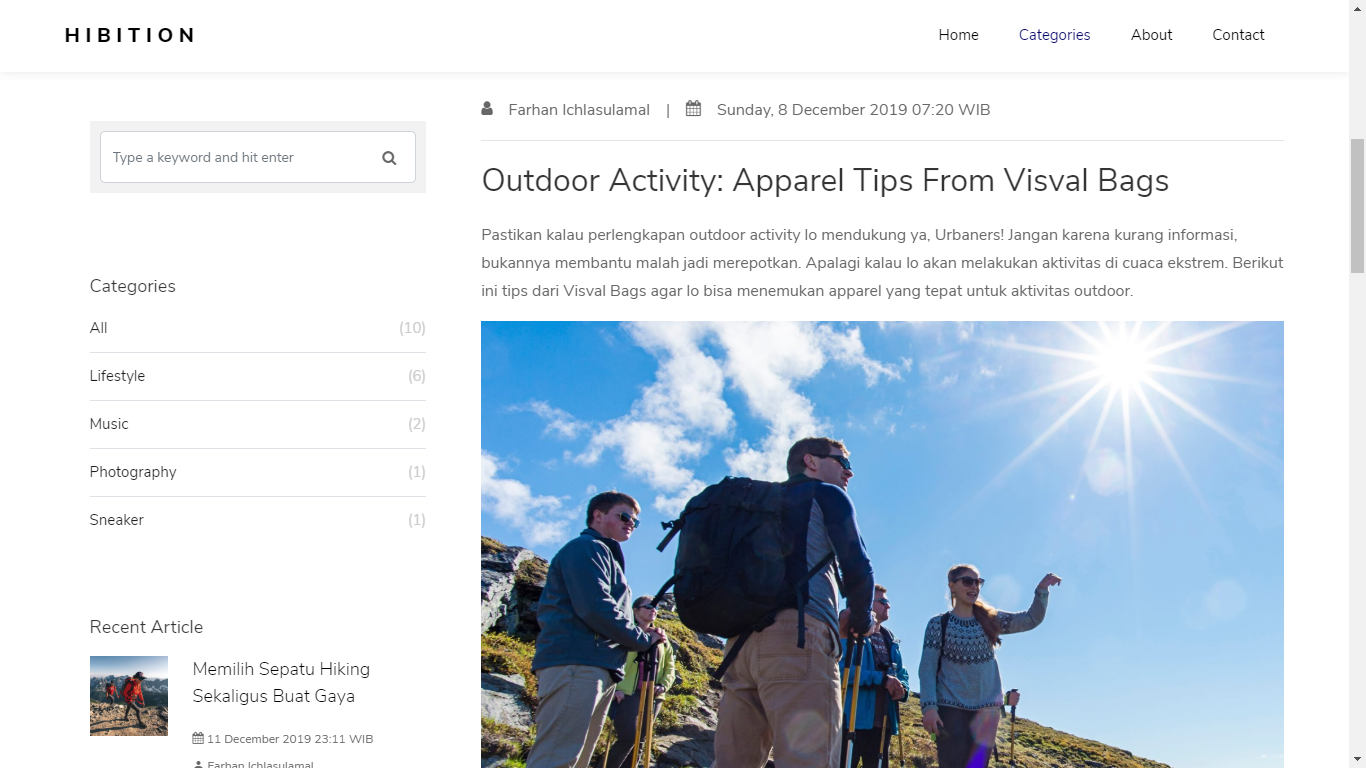 HIBITION
Home
Categories
About
Contact
Farhan Ichlasulamal | Sunday, 8 December 2019 07:20 WIB
Type a keyword and hit enter
Outdoor Activity: Apparel Tips From Visval Bags
Pastikan kalau perlengkapan outdoor activity lo mendukung ya, Urbaners! Jangan karena kurang informasi,
bukannya membantu malah jadi merepotkan. Apalagi kalau lo akan melakukan aktivitas di cuaca ekstrem. Berikut
ini tips dari Visval Bags agar lo bisa menemukan apparel yang tepat untuk aktivitas outdoor.
Categories
All (10)
Lifestyle (6)
Music (2)
Photography (1)
Sneaker (1)
Recent Article
Memilih Sepatu Hiking
Sekaligus Buat Gaya
11 December 2019 23:11 WIB
Farhan Ichlasulamal